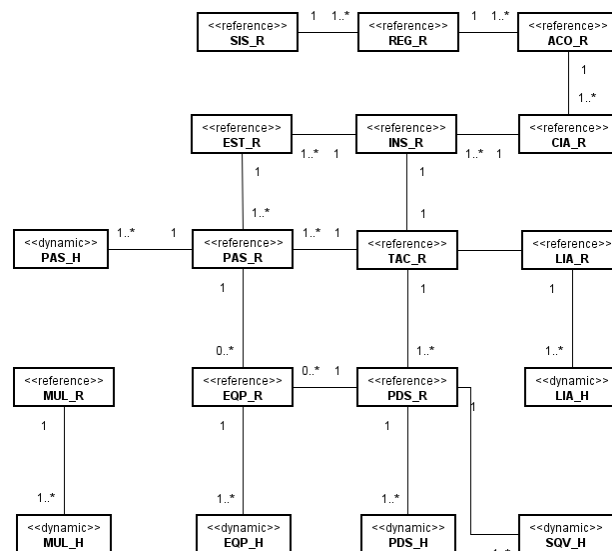 1 1..* 1 1..*
<<reference>> <<reference>> <<reference>>
SIS_R REG_R ACO_R
1
1..*
<<reference>> <<reference>> <<reference>>
EST_R INS_R CIA_R
1..* 1 1..* 1
1 1
1..* 1
1..* 1 1..* 1
<<dynamic>> <<reference>> <<reference>> <<reference>>
PAS_H PAS_R TAC_R LIA_R
1 1 1
0..* 0..* 1 1..* 1..*
<<reference>> <<reference>> <<reference>> <<dynamic>>
MUL_R EQP_R PDS_R LIA_H
1
1 1 1
1..* 1..* 1..*
<<dynamic>> <<dynamic>> <<dynamic>> <<dynamic>>
MUL_H EQP_H PDS_H SQV_H
1..*